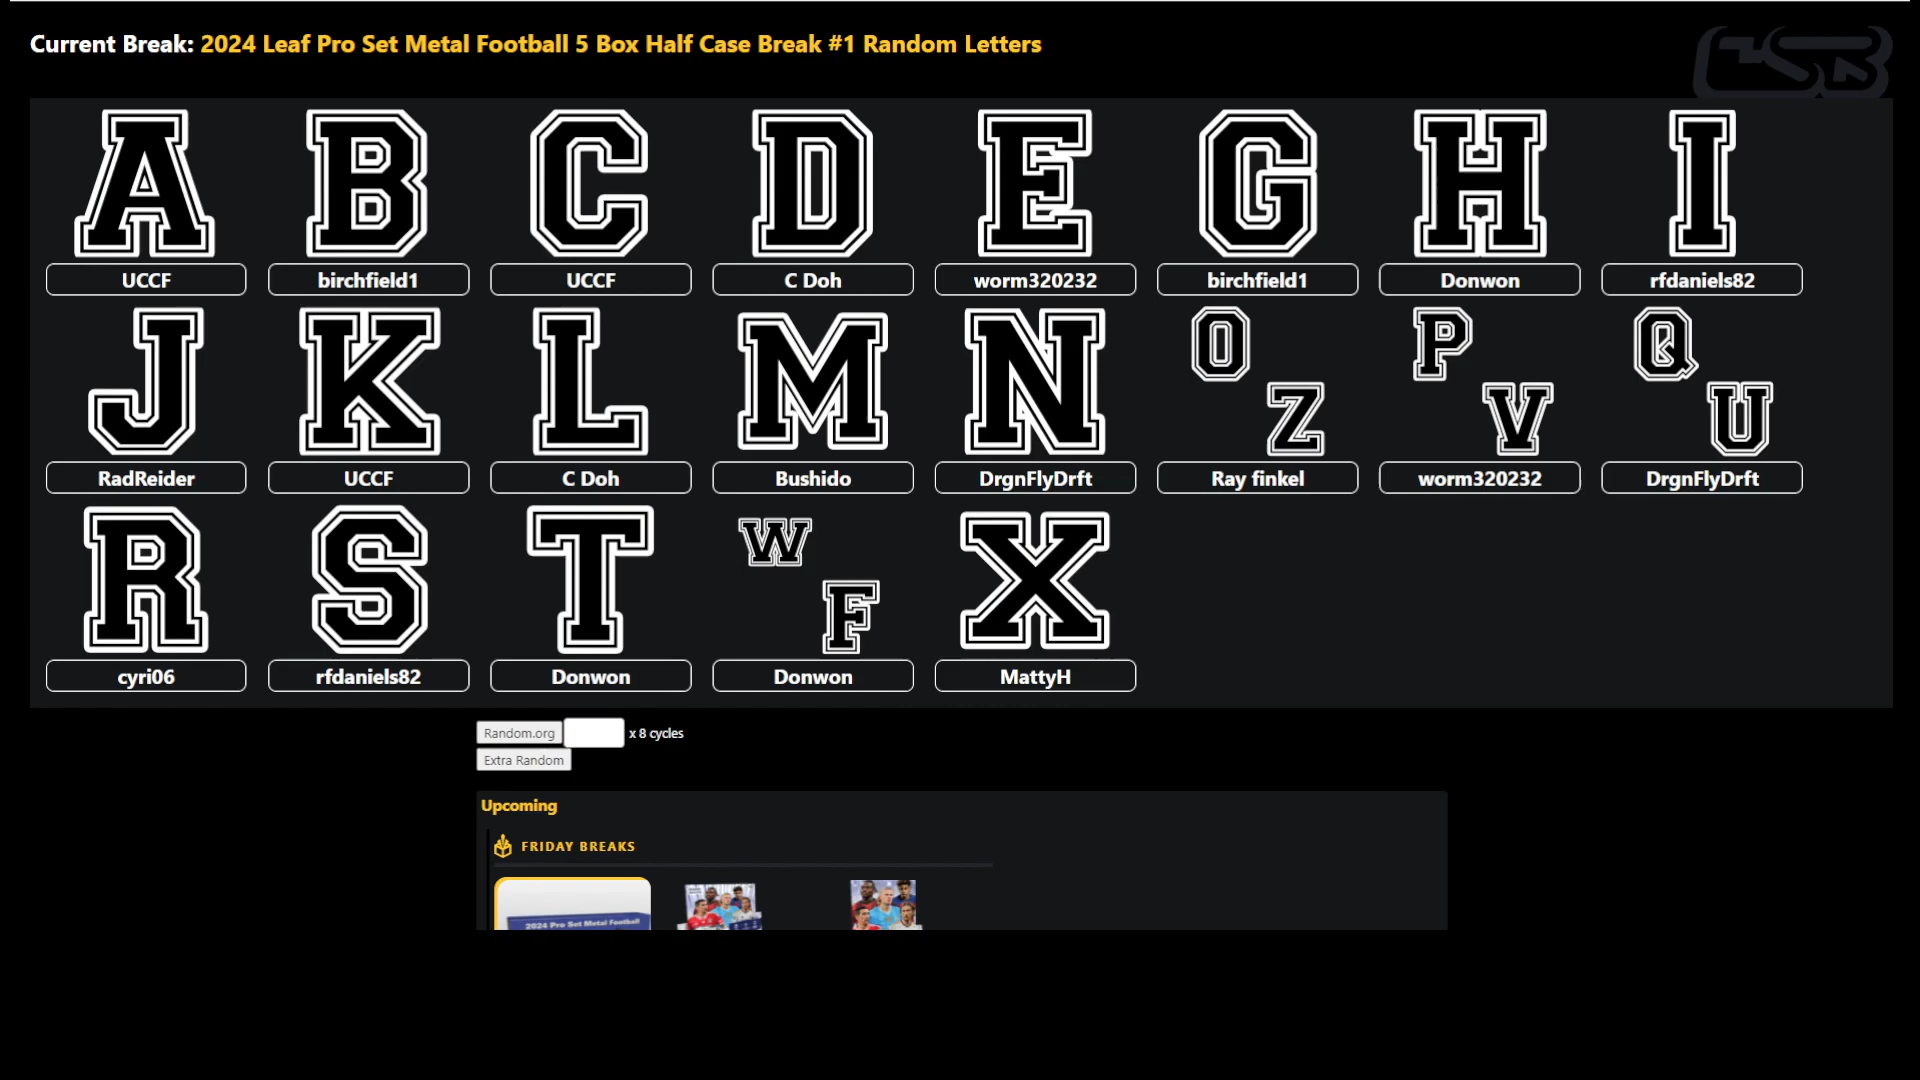 Current Break: 2024 Leaf Pro Set Metal Football 5 Box Half Case Break #1 Random Letters
CSB
A B C D E G H I
UCCF birchfield1 UCCF C Doh worm320232 birchfield1 Donwon rfdaniels82
J K L M N O Z P V Q U
RadReider UCCF C Doh Bushido DrgnFlyDrft Ray finkel worm320232 DrgnFlyDrft
R S T W F X
cyri06 rfdaniels82 Donwon Donwon MattyH
Random.org x 8 cycles
Extra Random
Upcoming
FRIDAY BREAKS
2024 Pro Set Metal Football